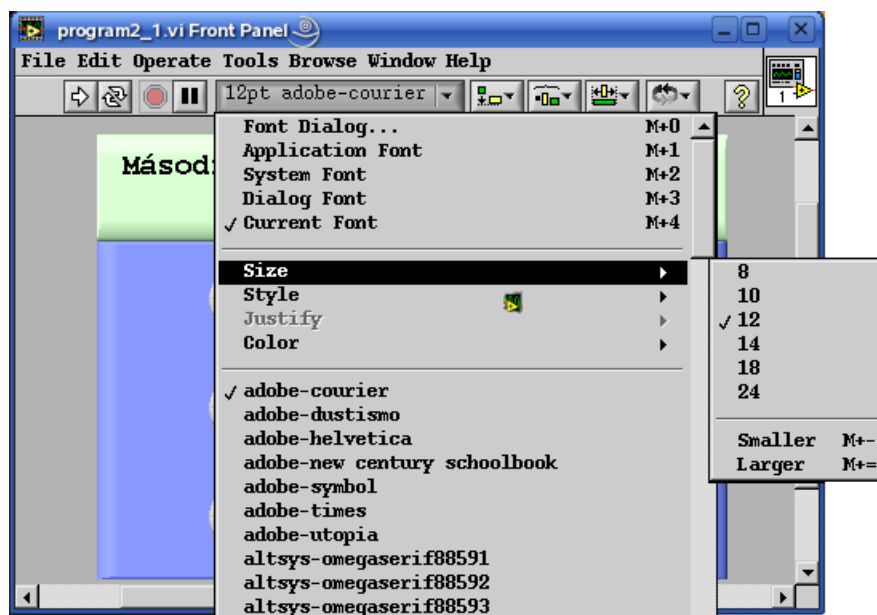 program2_1.vi Front Panel
File Edit Operate Tools Browse Window Help
12pt adobe-courier
?
1
Font Dialog... M+0
Application Font M+1
Másod
System Font M+2
Dialog Font M+3
Current Font M+4
Size
Style
Justify
Color
8
10
12
14
18
24
Smaller M+-
Larger M+=
adobe-courier
adobe-dustismo
adobe-helvetica
adobe-new century schoolbook
adobe-symbol
adobe-times
adobe-utopia
altsys-omegaserif88591
altsys-omegaserif88592
altsys-omegaserif88593